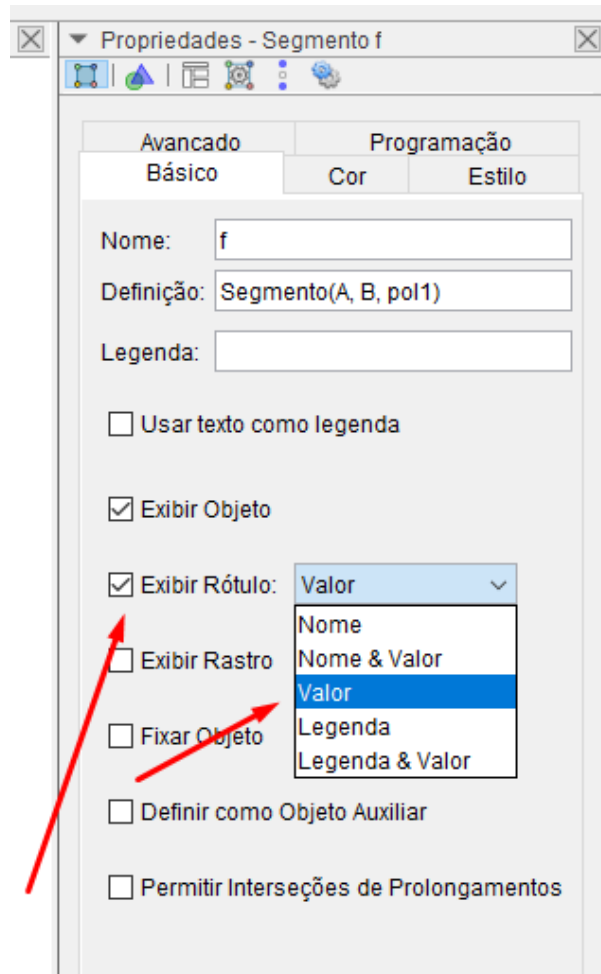 Propriedades - Segmento f
Avancado Programação
Básico Cor Estilo
Nome: f
Definição: Segmento(A, B, pol1)
Legenda:
Usar texto como legenda
Exibir Objeto
Exibir Rótulo: Valor
Nome
Exibir Rastro Nome & Valor
Valor
Fixar Objeto Legenda
Legenda & Valor
Definir como Objeto Auxiliar
Permitir Interseções de Prolongamentos